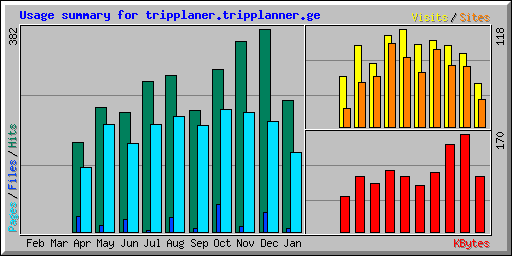 Usage summary for tripplaner.tripplanner.ge
Visits / Sites
382
118
170
Pages / Files / Hits
Feb Mar Apr May Jun Jul Aug Sep Oct Nov Dec Jan
KBytes